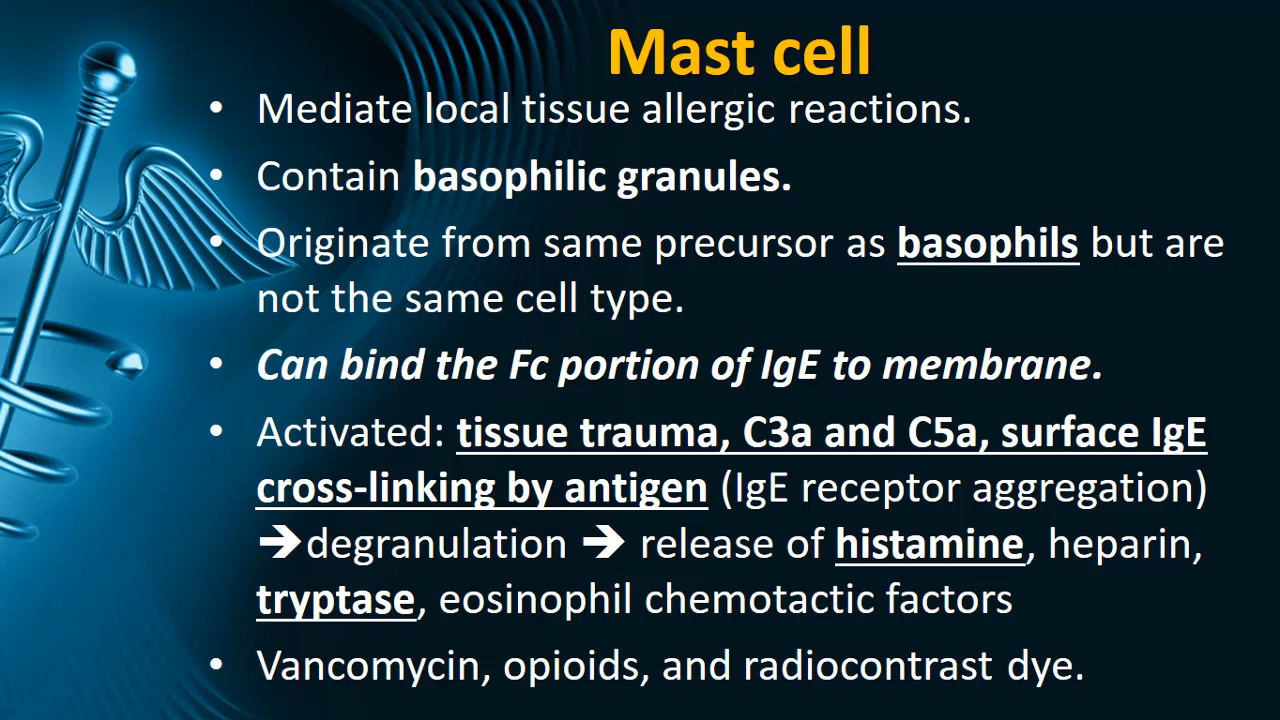 Mast cell
• Mediate local tissue allergic reactions.
• Contain basophilic granules.
• Originate from same precursor as basophils but are
not the same cell type.
• Can bind the Fc portion of IgE to membrane.
• Activated: tissue trauma, C3a and C5a, surface IgE
cross-linking by antigen (IgE receptor aggregation)
➔degranulation ➔ release of histamine, heparin,
tryptase, eosinophil chemotactic factors
• Vancomycin, opioids, and radiocontrast dye.